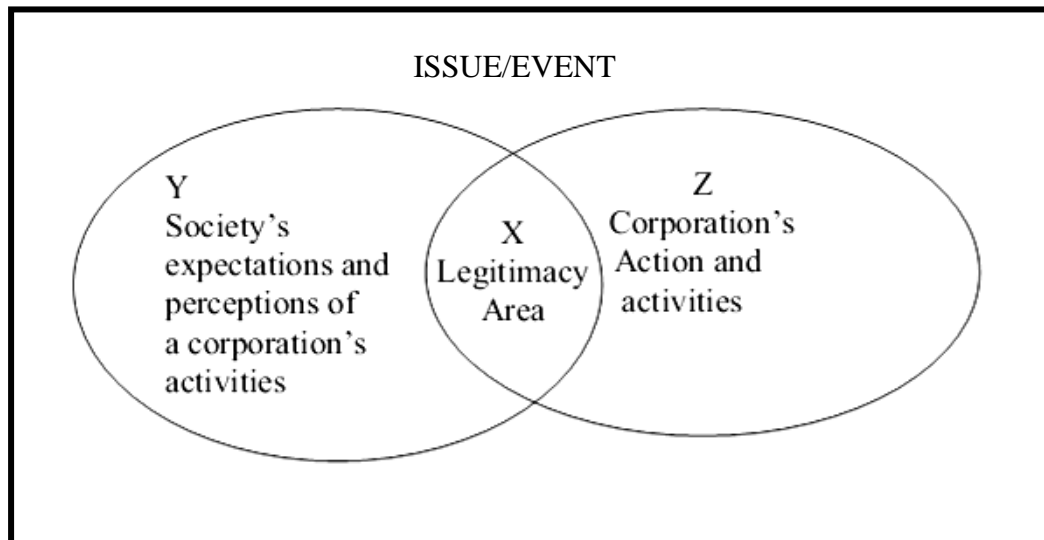 ISSUE/EVENT
Y
Society’s
expectations and
perceptions of
a corporation’s
activities
X
Legitimacy
Area
Z
Corporation’s
Action and
activities